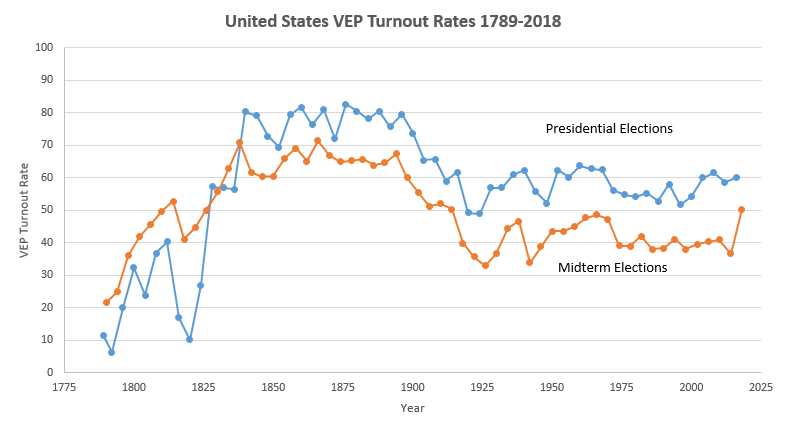 United States VEP Turnout Rates 1789-2018
100
90
80
70
60
50
40
30
20
10
0
VEP Turnout Rate
Presidential Elections
Midterm Elections
1775 1800 1825 1850 1875 1900 1925 1950 1975 2000 2025
Year